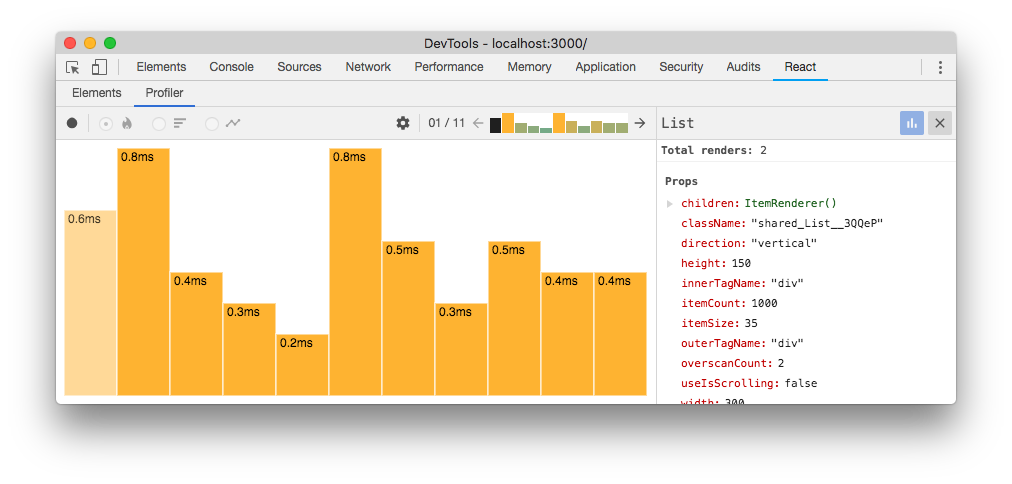 DevTools - localhost:3000/
Elements Console Sources Network Performance Memory Application Security Audits React
Elements Profiler
01 / 11
List
Total renders: 2
0.6ms
0.8ms
0.4ms
0.3ms
0.2ms
0.8ms
0.5ms
0.3ms
0.5ms
0.4ms
0.4ms
Props
children: ItemRenderer()
className: "shared_List__3QQeP"
direction: "vertical"
height: 150
innerTagName: "div"
itemCount: 1000
itemSize: 35
outerTagName: "div"
overscanCount: 2
useIsScrolling: false
width: 300